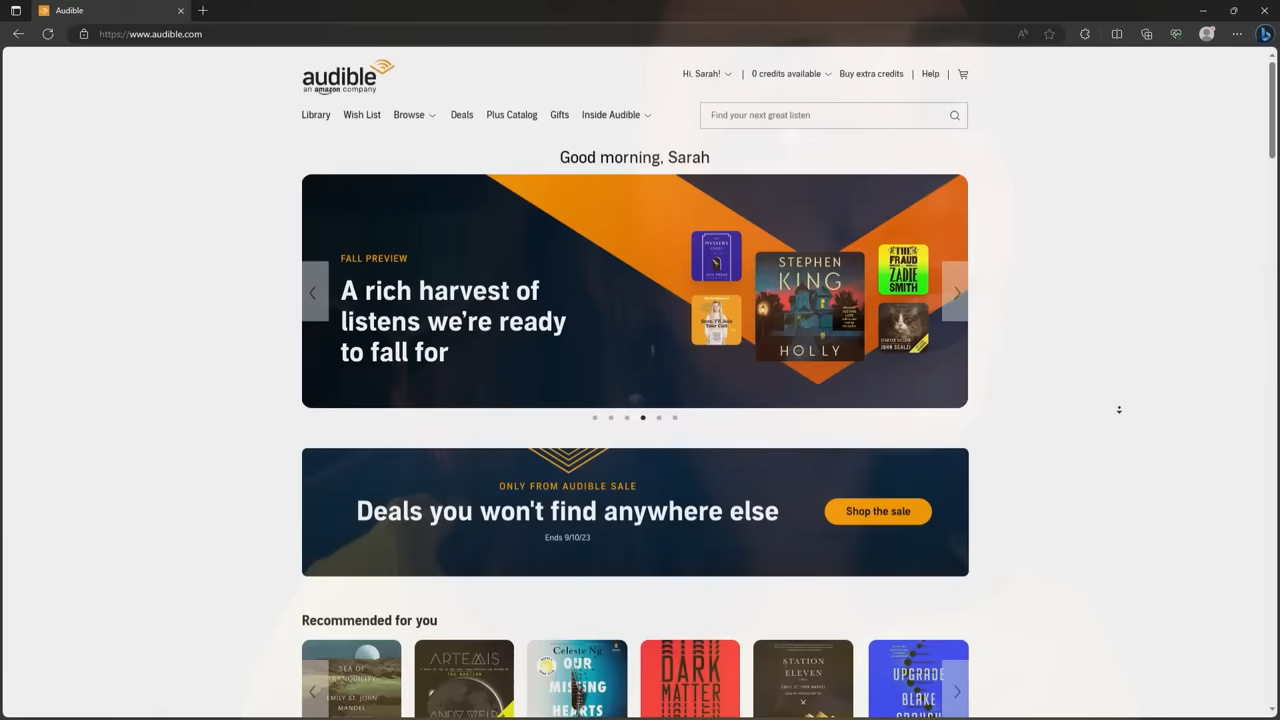 Audible
https://www.audible.com
audible
an amazon company
Hi, Sarah!
0 credits available
Buy extra credits
Help
Library
Wish List
Browse
Deals
Plus Catalog
Gifts
Inside Audible
Find your next great listen
Good morning, Sarah
FALL PREVIEW
A rich harvest of
listens we're ready
to fall for
STEPHEN
KING
HOLLY
THE
FRAUD
ZADIE
SMITH
JOHN SCALZI
ONLY FROM AUDIBLE SALE
Deals you won't find anywhere else
Ends 9/10/23
Shop the sale
Recommended for you
SEA OF
TRANQUILITY
EMILY ST. JOHN
MANDEL
ARTEMIS
ANDY WEIR
Celeste Ng
OUR
MISSING
HEARTS
DARK
MATTER
STATION
ELEVEN
EMILY ST. JOHN MANDEL
UPGRADE
BLAKE
CROUCH